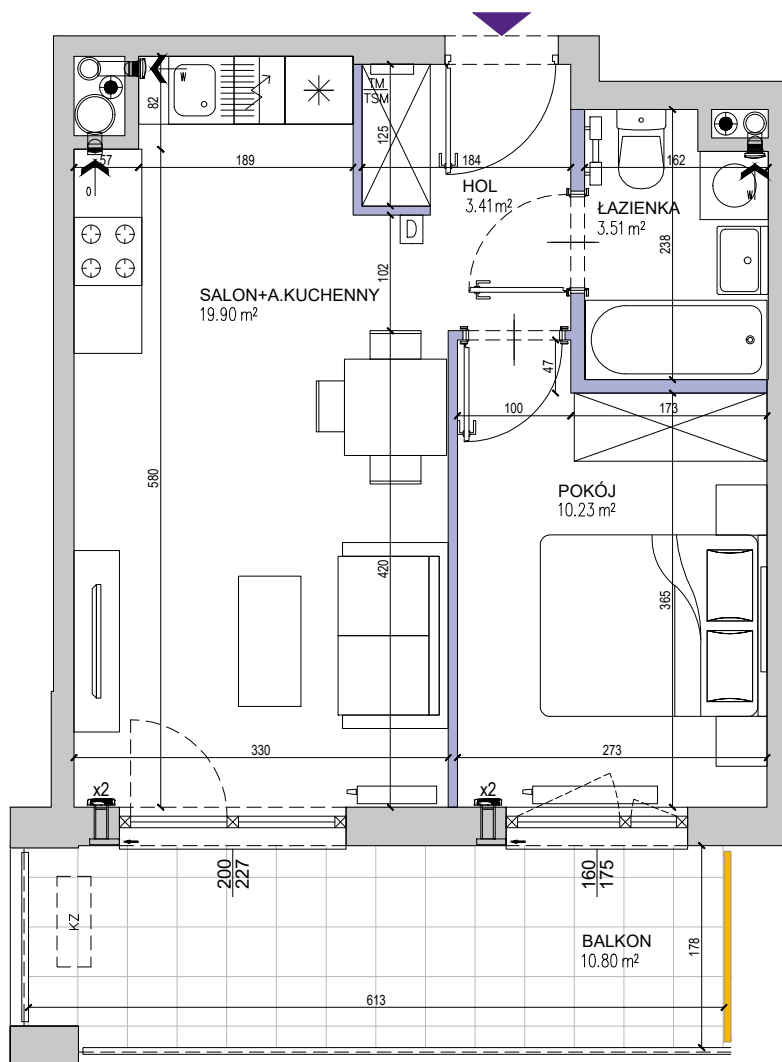 TM
TSM
W
82
57
189
125
184
162
HOL
3.41 m²
ŁAZIENKA
3.51 m²
W
0
D
238
102
SALON+A.KUCHENNY
19.90 m²
47
100
173
580
POKÓJ
10.23 m²
420
365
330
273
x2
x2
200
227
160
175
KZ
BALKON
10.80 m²
178
613